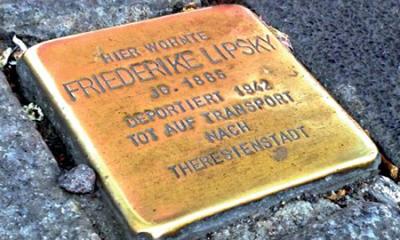 HIER WOHNTE
FRIEDERIKE LIPSKY
JG. 1886
DEPORTIERT 1942
TOT AUF TRANSPORT
NACH
THERESIENSTADT